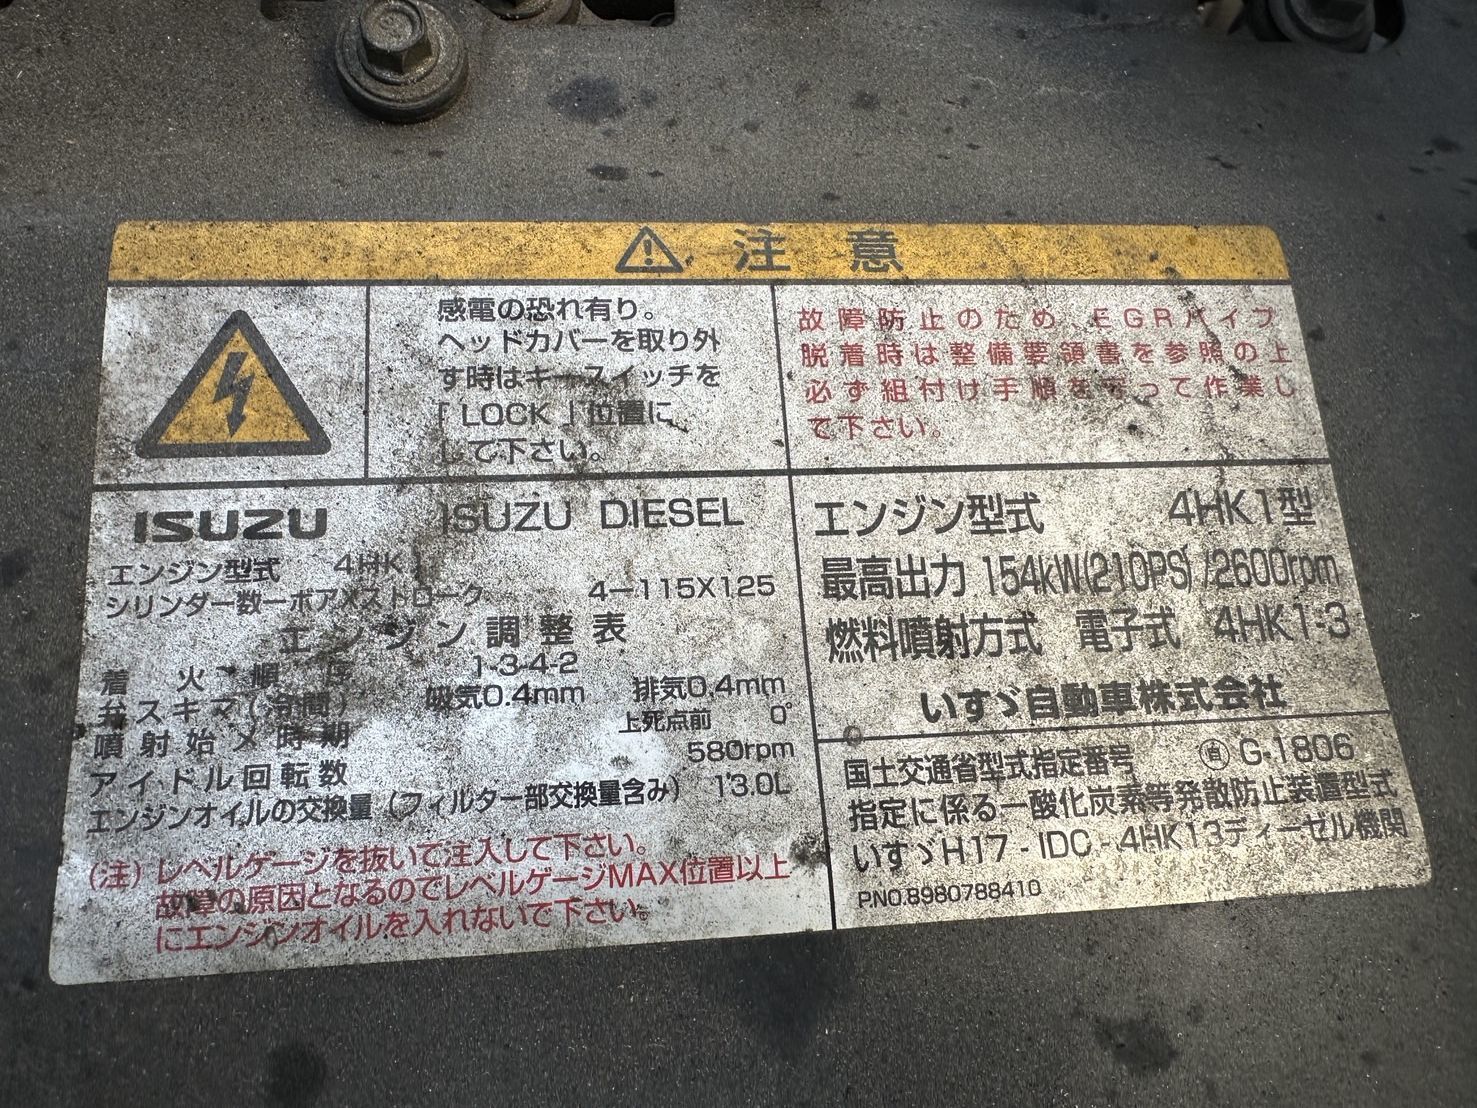 注 意
感電の恐れ有り。
ヘッドカバーを取り外
す時はキースイッチを
「LOCK」位置に
して下さい。
故障防止のため、EGRパイプ
脱着時は整備要領書を参照の上
必ず組付け手順を守って作業し
て下さい。
ISUZU ISUZU DIESEL
エンジン型式 4HK1
シリンダー数ーボアXストローク 4ー115X125
エンジン調整表
着火順序 1-3-4-2
弁スキマ(冷間) 吸気0.4mm 排気0.4mm
噴射始メ時期 上死点前 0°
アイドル回転数 580rpm
エンジンオイルの交換量(フィルター部交換量含み) 13.0L
(注)レベルゲージを抜いて注入して下さい。
故障の原因となるのでレベルゲージMAX位置以上
にエンジンオイルを入れないで下さい。
エンジン型式 4HK1型
最高出力 154kW(210PS)/2600rpm
燃料噴射方式 電子式 4HK1-3
いすゞ自動車株式会社
国土交通省型式指定番号 ㊀自 G-1806
指定に係る一酸化炭素等発散防止装置型式
いすゞH17-IDC-4HK13ディーゼル機関
P.NO.8980788410